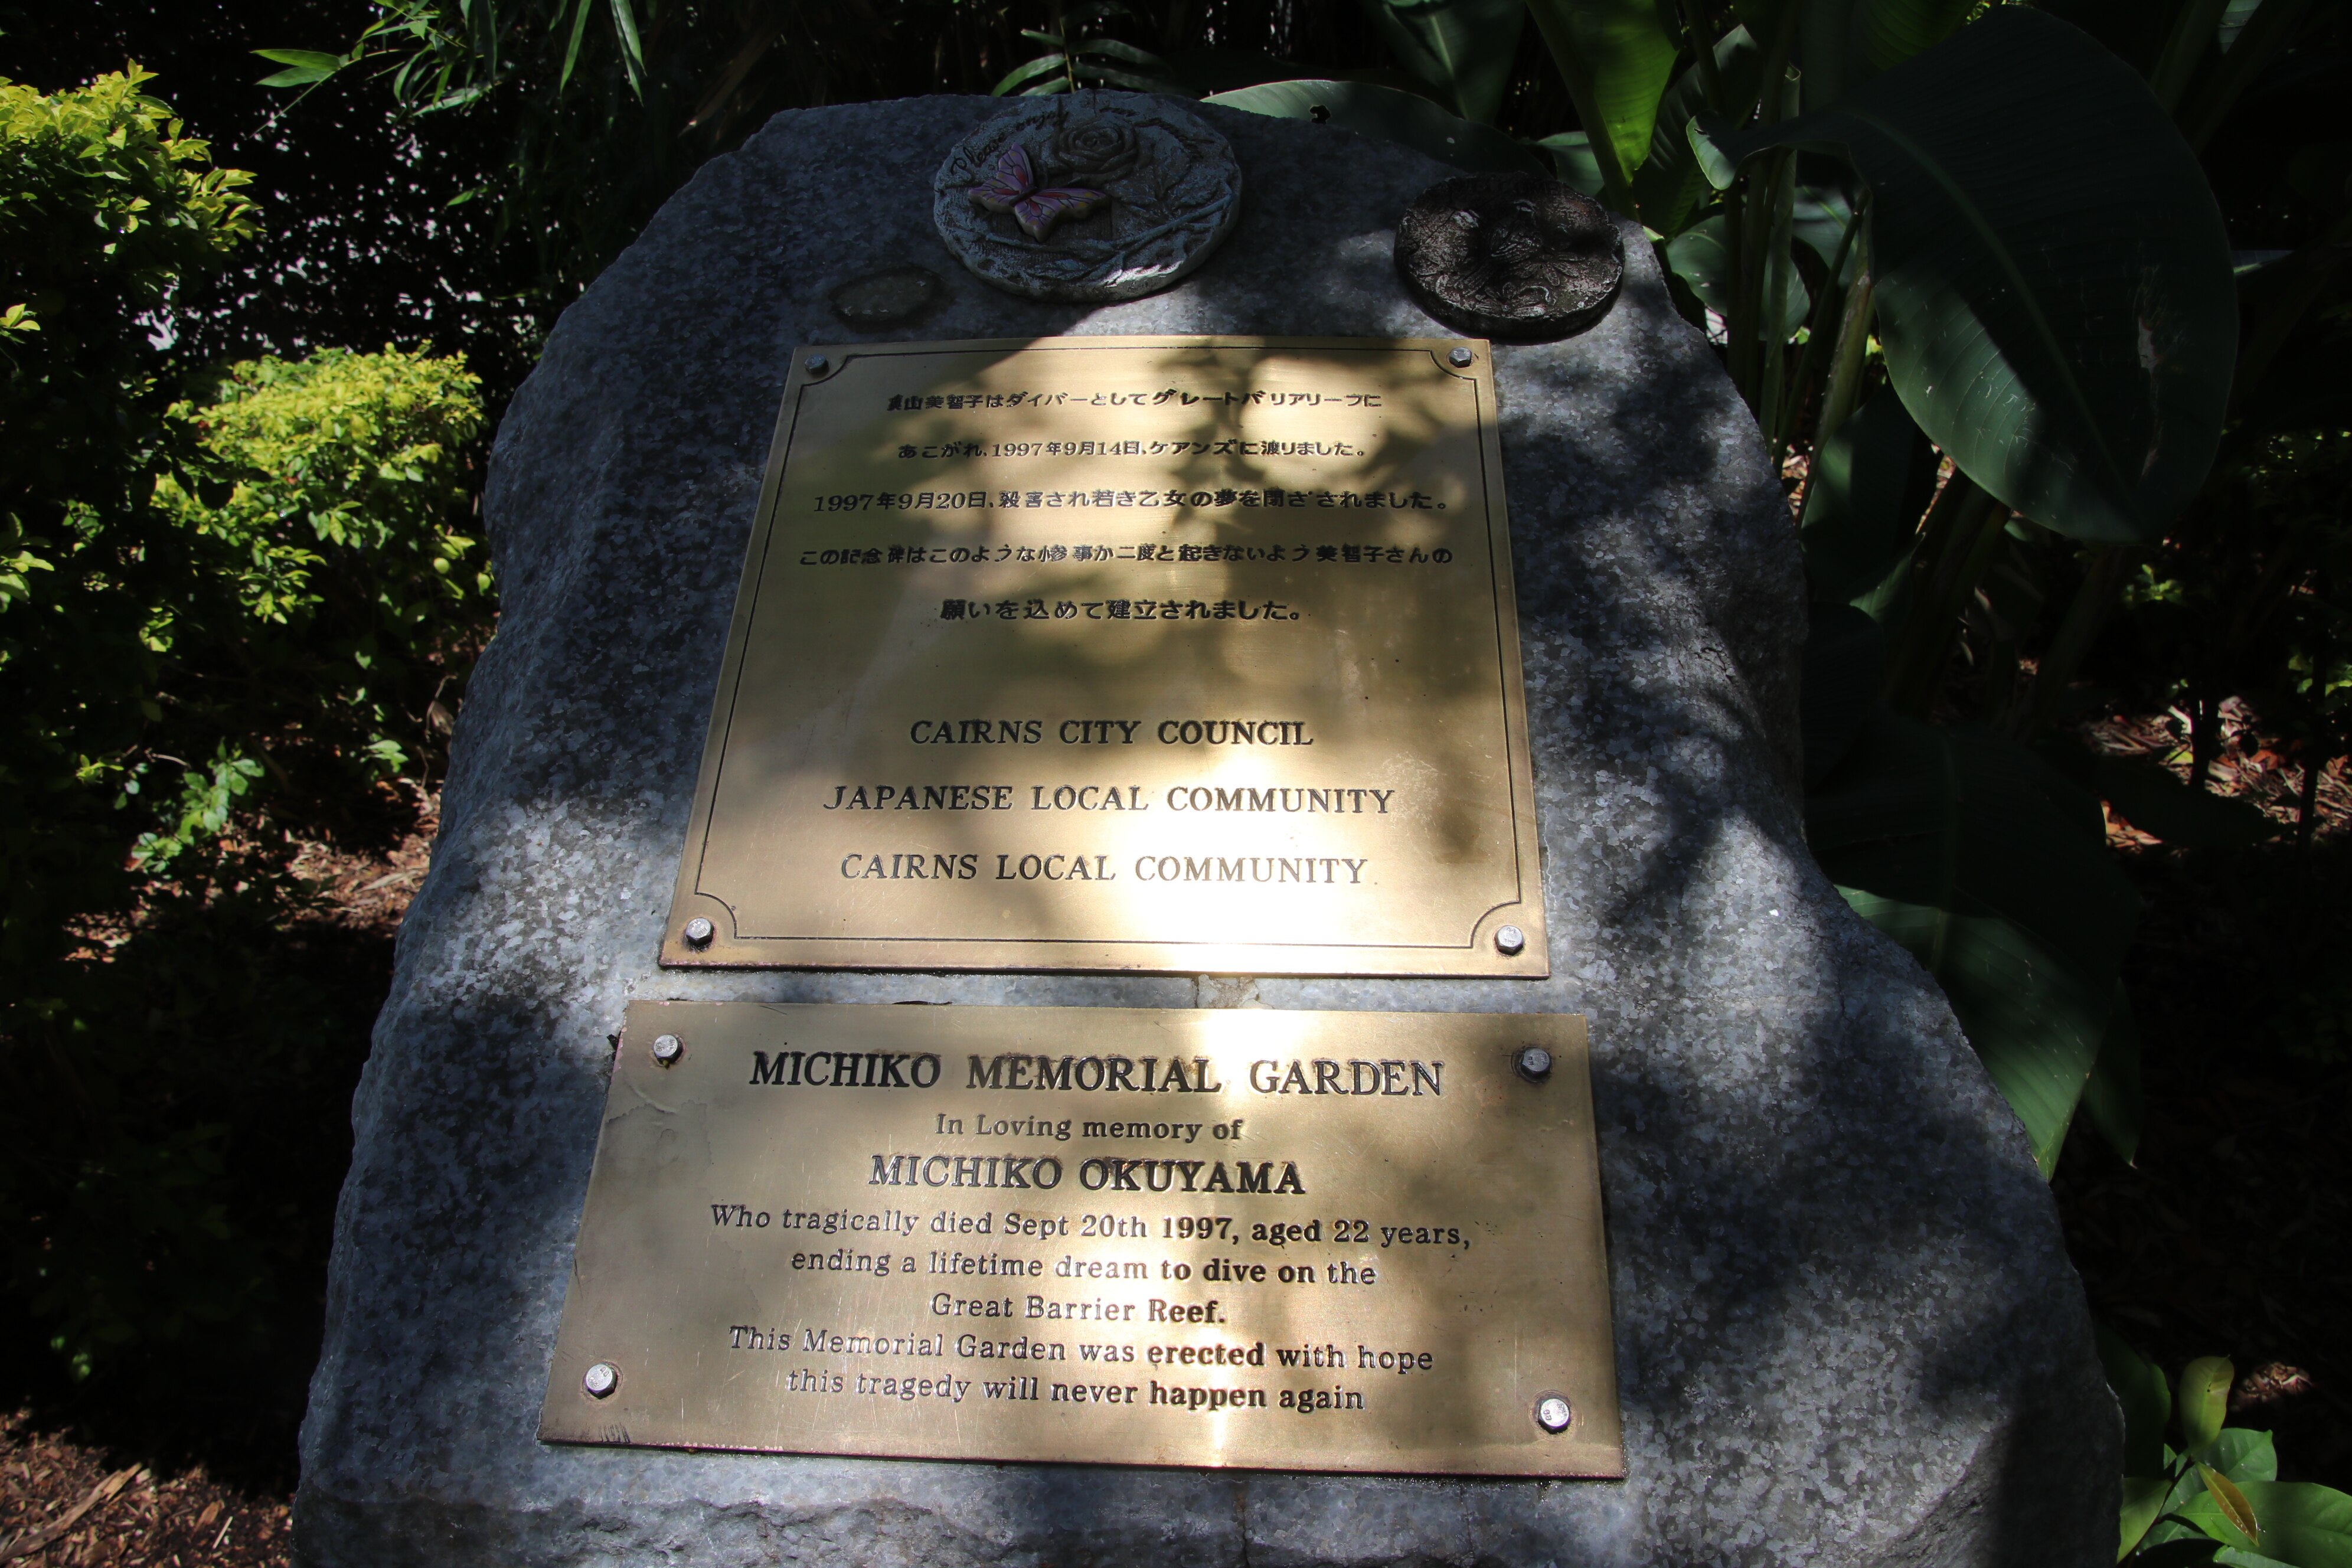 Please enjoy
奥山美智子はダイバーとしてグレートバリアリーフに
あこがれ、1997年9月14日、ケアンズに渡りました。
1997年9月20日、殺害され若き乙女の夢を閉ざされました。
この記念碑はこのような惨事が二度と起きないよう美智子さんの
願いを込めて建立されました。
CAIRNS CITY COUNCIL
JAPANESE LOCAL COMMUNITY
CAIRNS LOCAL COMMUNITY
MICHIKO MEMORIAL GARDEN
In Loving memory of
MICHIKO OKUYAMA
Who tragically died Sept 20th 1997, aged 22 years,
ending a lifetime dream to dive on the
Great Barrier Reef.
This Memorial Garden was erected with hope
this tragedy will never happen again